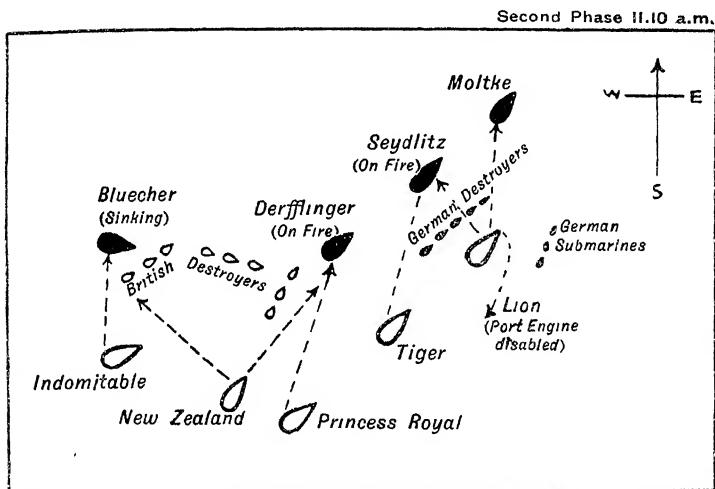 Second Phase 11.10 a.m.
Moltke
W E
S
Seydlitz
(On Fire)
German Destroyers
Bluecher
(Sinking)
Derfflinger
(On Fire)
British Destroyers
German
Submarines
Lion
(Port Engine
disabled)
Tiger
Indomitable
New Zealand
Princess Royal